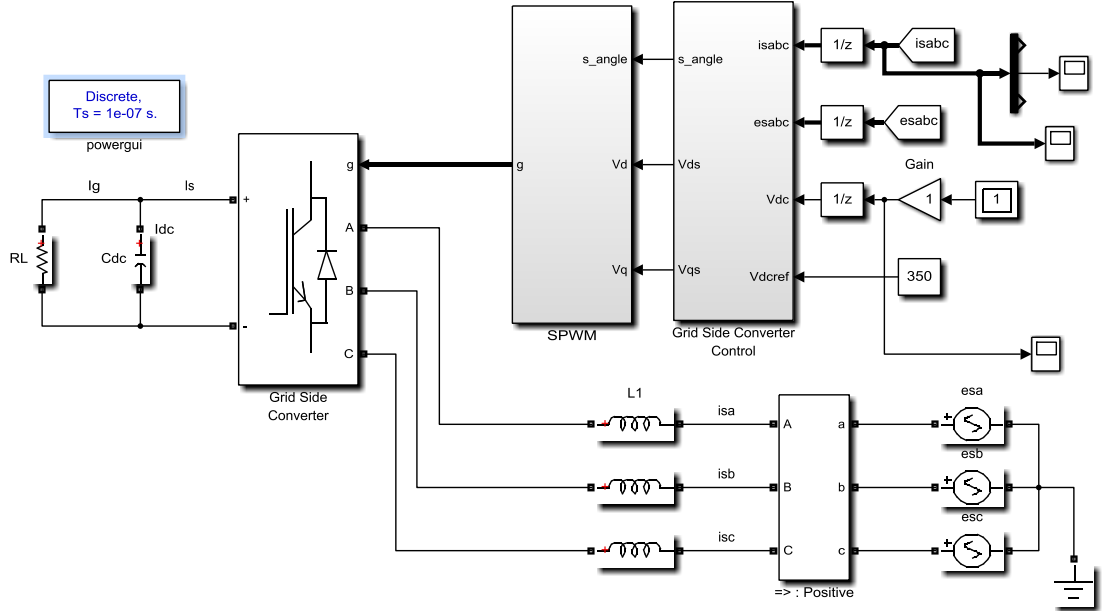 isabc
1/z
isabc
s_angle
s_angle
Discrete,
Ts = 1e-07 s.
powergui
esabc
1/z
esabc
g
g
Vd
Vds
Gain
Ig
Is
+
Vdc
1/z
1
1
A
Idc
RL
Cdc
Vq
Vqs
Vdcref
350
B
-
SPWM
Grid Side Converter
Control
C
Grid Side
Converter
L1
isa
esa
+
A
a
+
isb
esb
+
B
b
+
isc
esc
+
C
c
+
=> : Positive